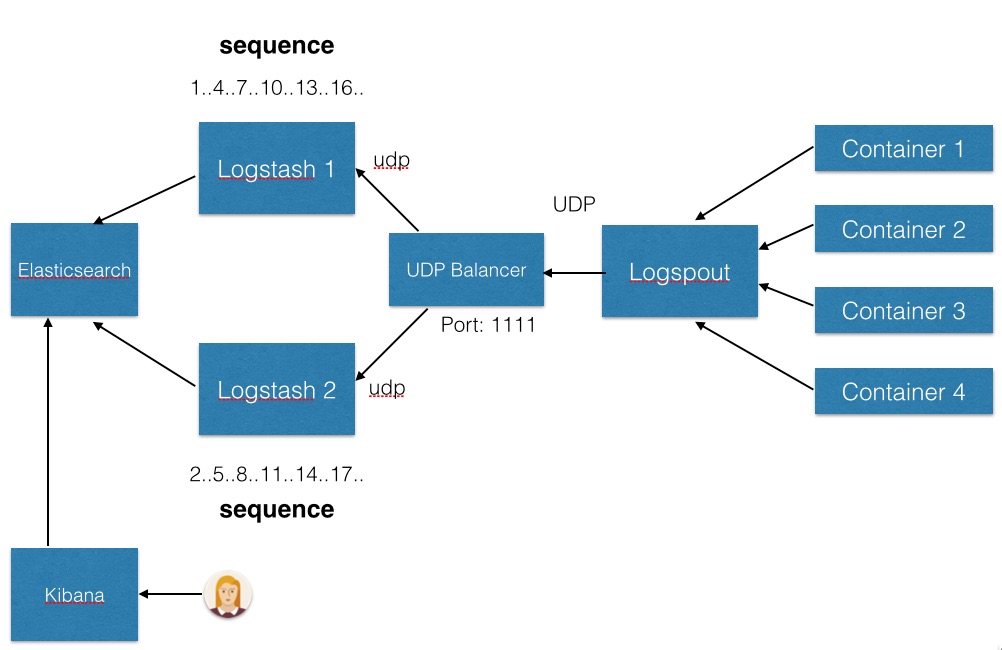 sequence
1..4..7..10..13..16..
Logstash 1
udp
Container 1
UDP
Container 2
Elasticsearch
UDP Balancer
Logspout
Port: 1111
Container 3
Logstash 2
udp
Container 4
2..5..8..11..14..17..
sequence
Kibana